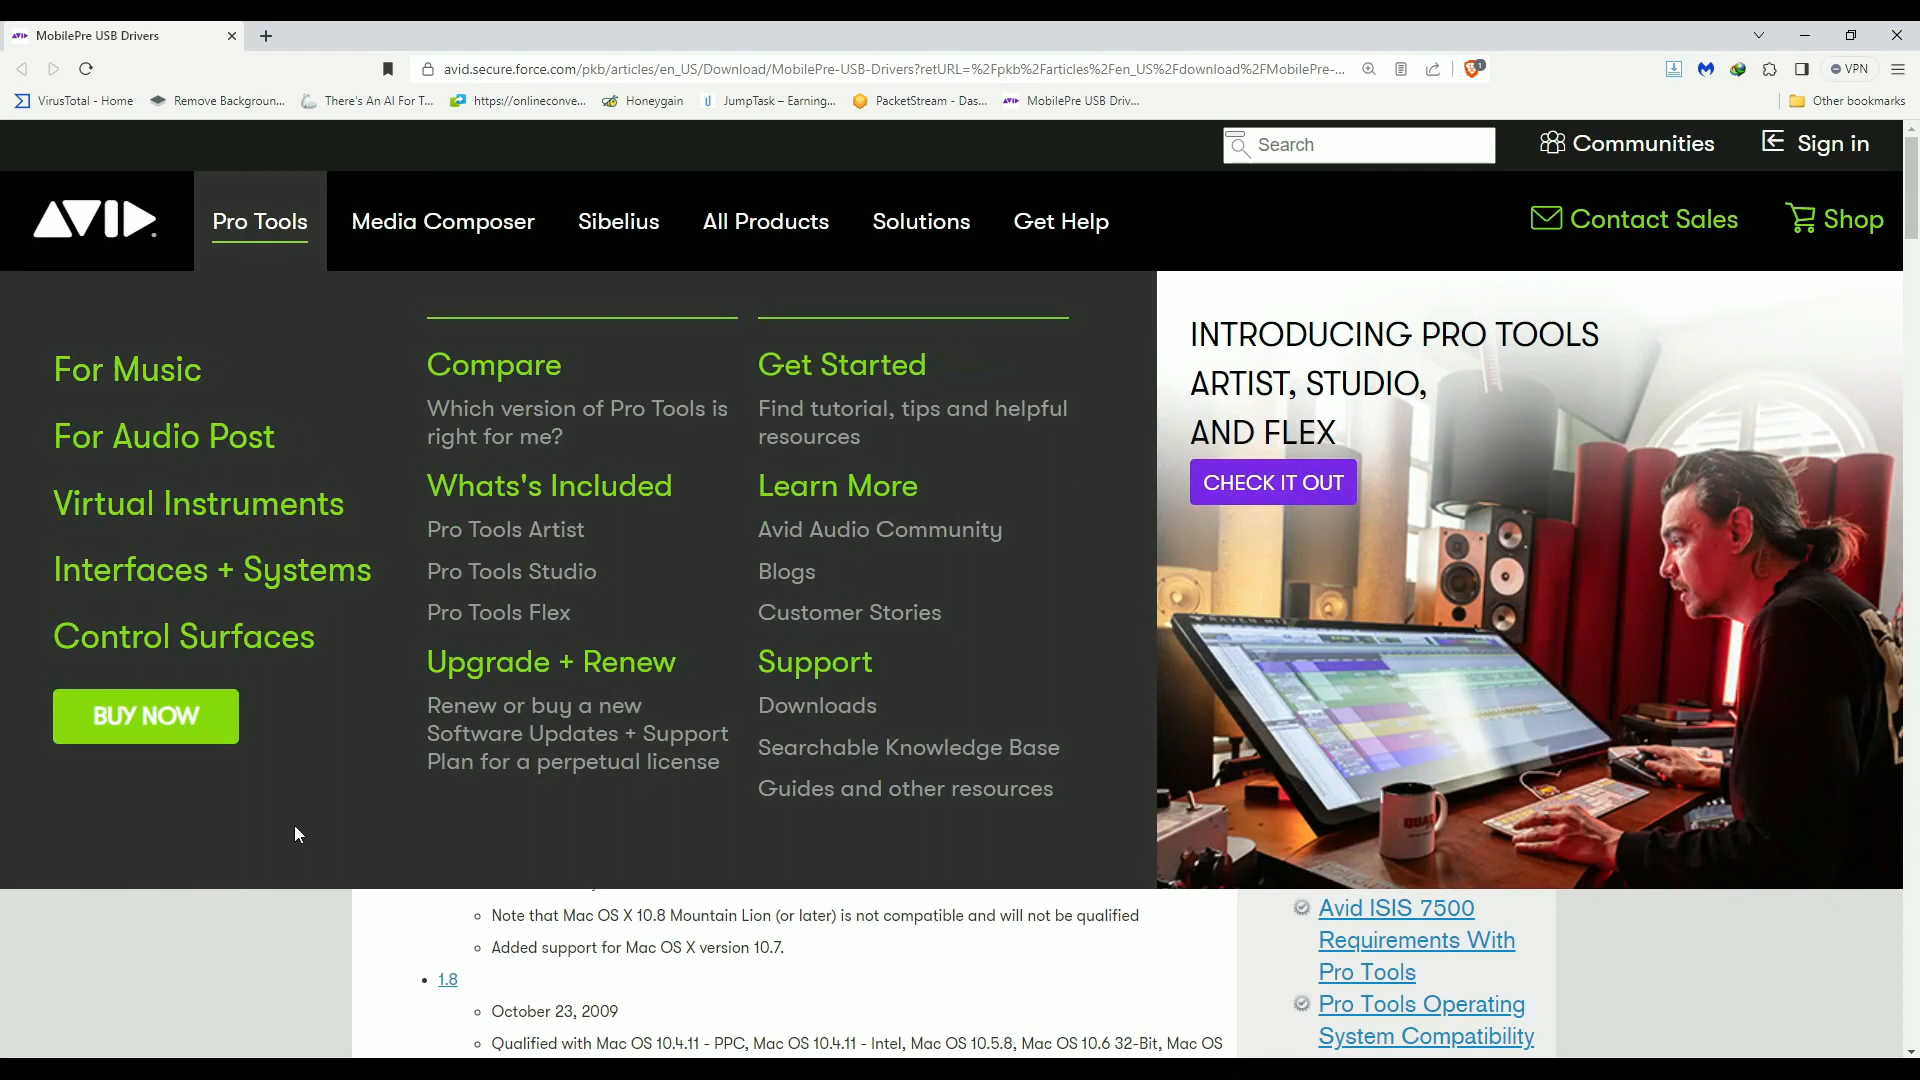 MobilePre USB Drivers
avid.secure.force.com/pkb/articles/en_US/Download/MobilePre-USB-Drivers?retURL=%2Fpkb%2Farticles%2Fen_US%2Fdownload%2FMobilePre-...
1
VPN
VirusTotal - Home
Remove Backgroun...
There's An AI For T...
https://onlineconve...
Honeygain
JumpTask – Earning...
PacketStream - Das...
MobilePre USB Driv...
Other bookmarks
Search
Communities
Sign in
AVID
Pro Tools
Media Composer
Sibelius
All Products
Solutions
Get Help
Contact Sales
Shop
For Music
For Audio Post
Virtual Instruments
Interfaces + Systems
Control Surfaces
BUY NOW
Compare
Which version of Pro Tools is
right for me?
Whats's Included
Pro Tools Artist
Pro Tools Studio
Pro Tools Flex
Upgrade + Renew
Renew or buy a new
Software Updates + Support
Plan for a perpetual license
Get Started
Find tutorial, tips and helpful
resources
Learn More
Avid Audio Community
Blogs
Customer Stories
Support
Downloads
Searchable Knowledge Base
Guides and other resources
INTRODUCING PRO TOOLS
ARTIST, STUDIO,
AND FLEX
CHECK IT OUT
Note that Mac OS X 10.8 Mountain Lion (or later) is not compatible and will not be qualified
Added support for Mac OS X version 10.7.
1.8
October 23, 2009
Qualified with Mac OS 10.4.11 - PPC, Mac OS 10.4.11 - Intel, Mac OS 10.5.8, Mac OS 10.6 32-Bit, Mac OS
Avid ISIS 7500
Requirements With
Pro Tools
Pro Tools Operating
System Compatibility